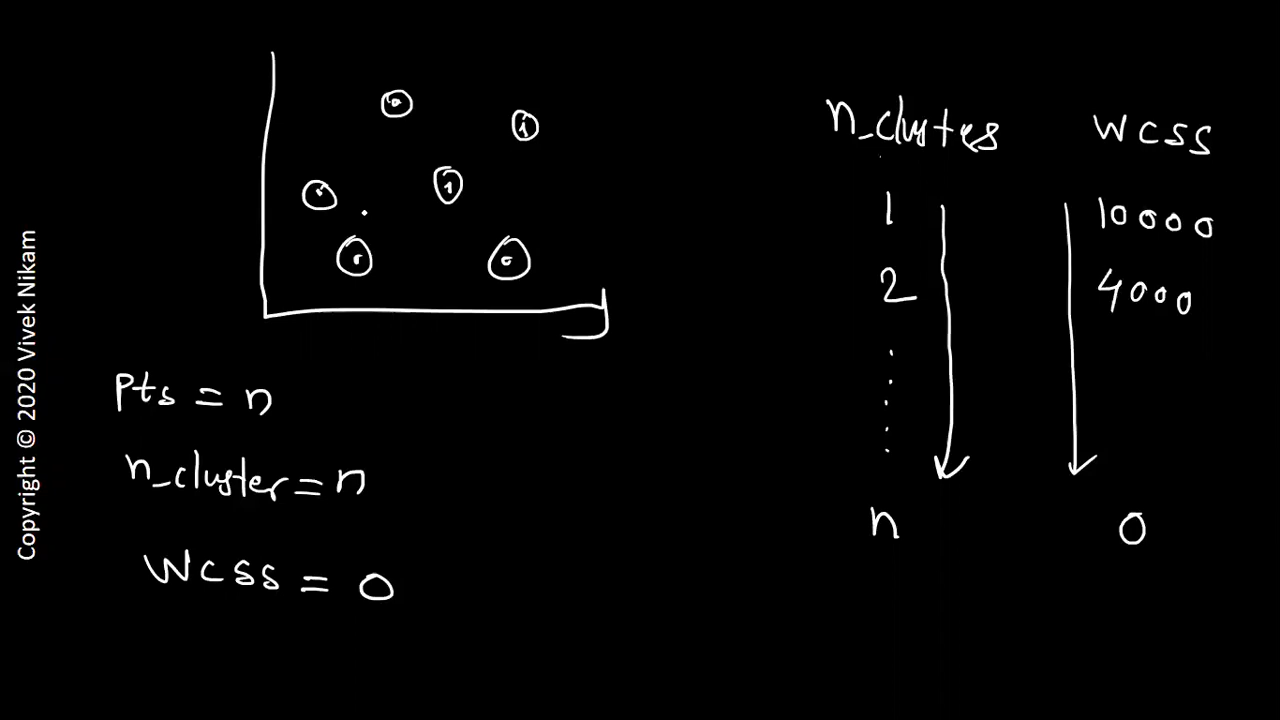 n_clustes wcss
1 10000
2 4000
n 0
Pts = n
n_cluster = n
Wcss = 0
Copyright © 2020 Vivek Nikam